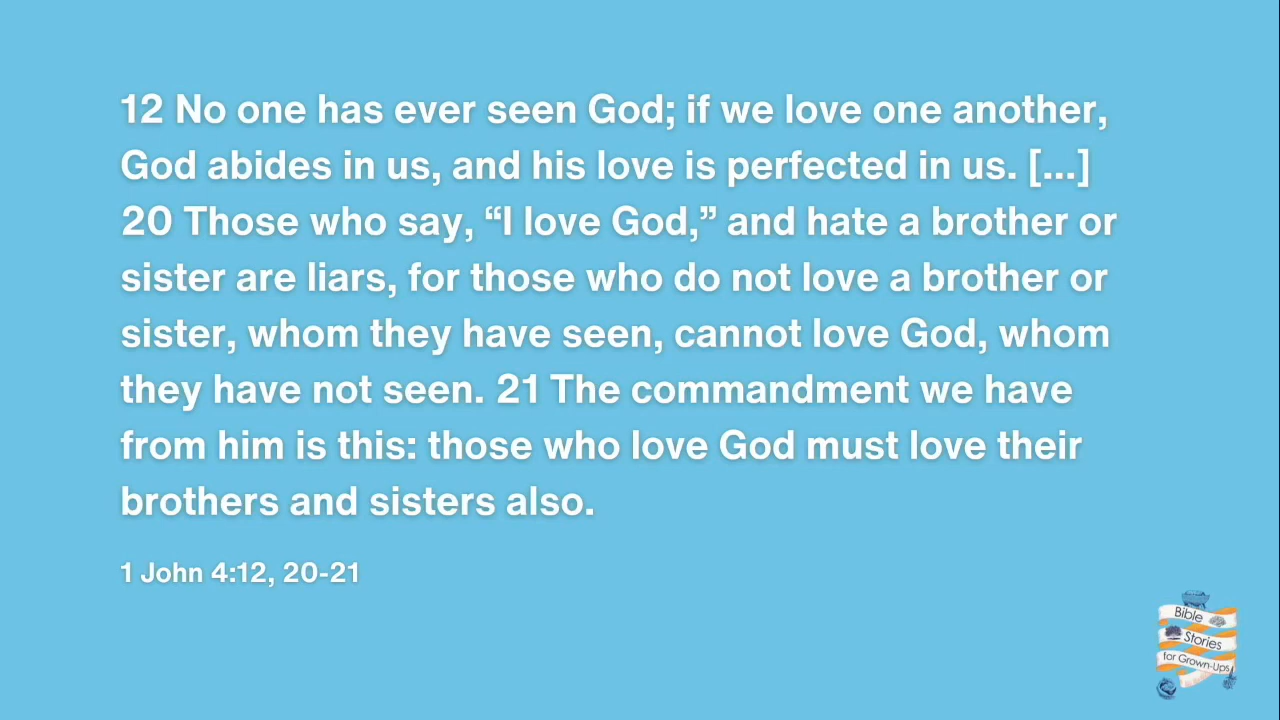 12 No one has ever seen God; if we love one another,
God abides in us, and his love is perfected in us. [...]
20 Those who say, “I love God,” and hate a brother or
sister are liars, for those who do not love a brother or
sister, whom they have seen, cannot love God, whom
they have not seen. 21 The commandment we have
from him is this: those who love God must love their
brothers and sisters also.
1 John 4:12, 20-21
Bible
Stories
for Grown-Ups